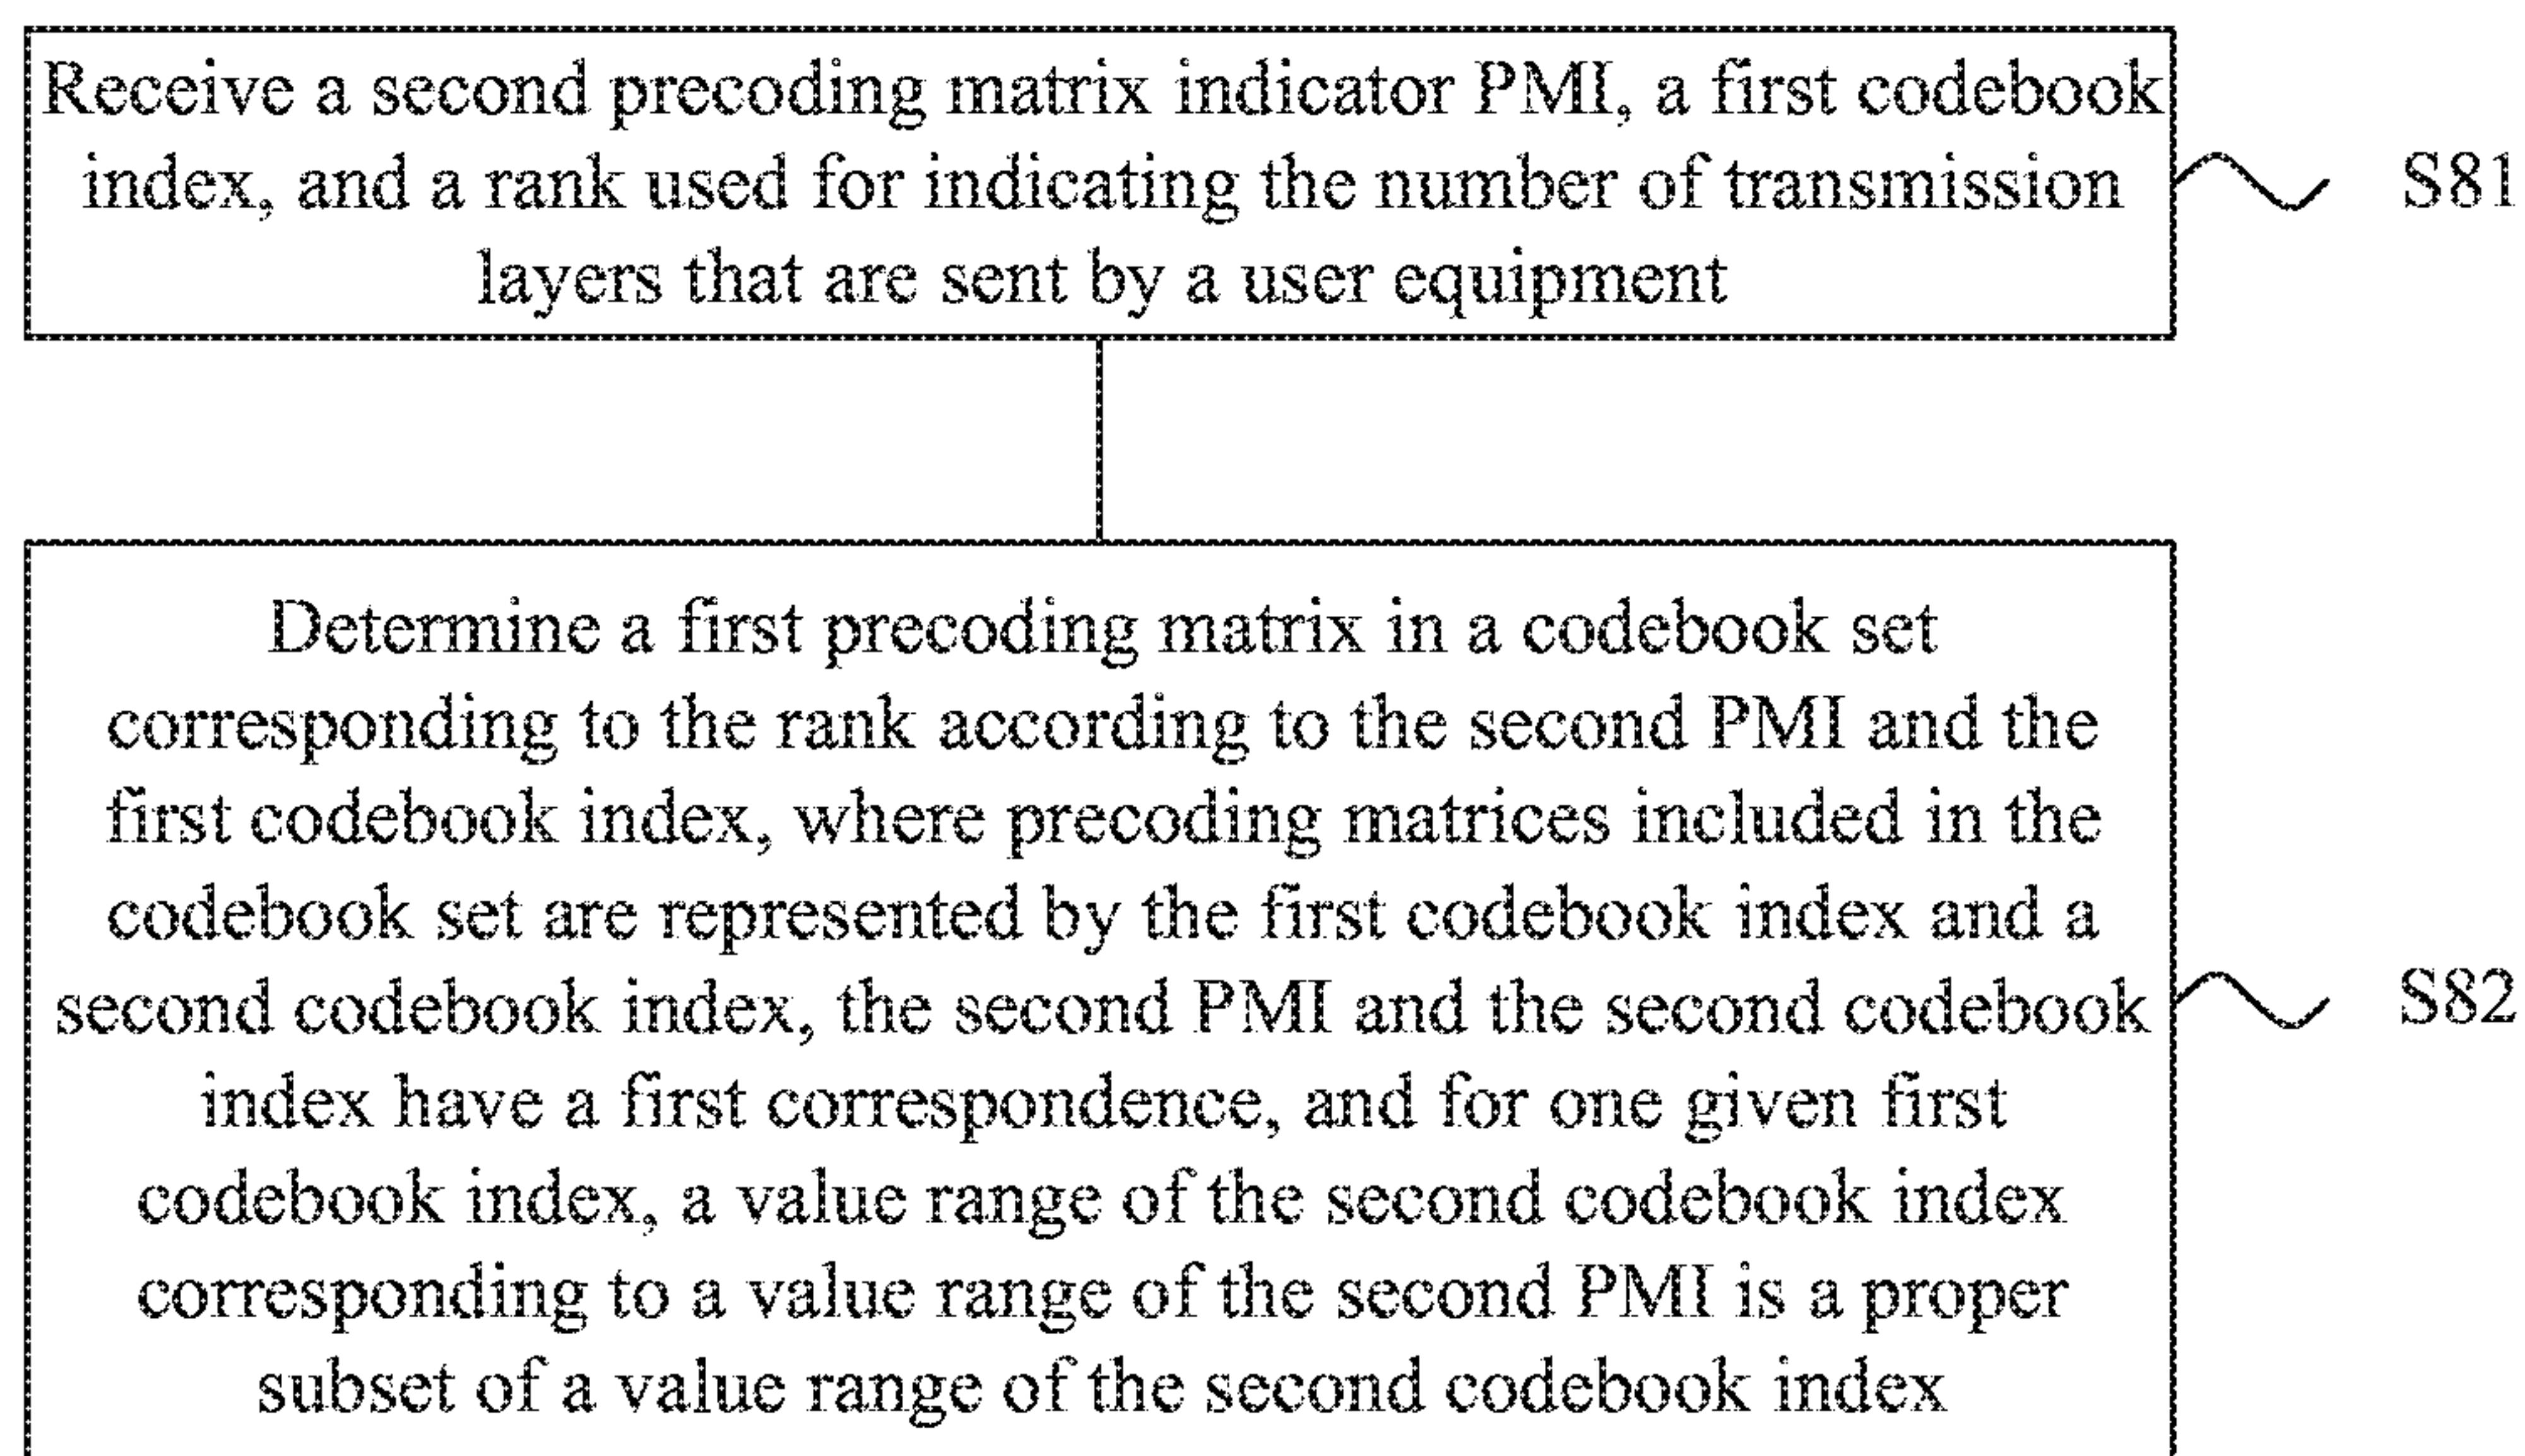 Receive a second precoding matrix indicator PMI, a first codebook
index, and a rank used for indicating the number of transmission
layers that are sent by a user equipment
S81
Determine a first precoding matrix in a codebook set
corresponding to the rank according to the second PMI and the
first codebook index, where precoding matrices included in the
codebook set are represented by the first codebook index and a
second codebook index, the second PMI and the second codebook
index have a first correspondence, and for one given first
codebook index, a value range of the second codebook index
corresponding to a value range of the second PMI is a proper
subset of a value range of the second codebook index
S82